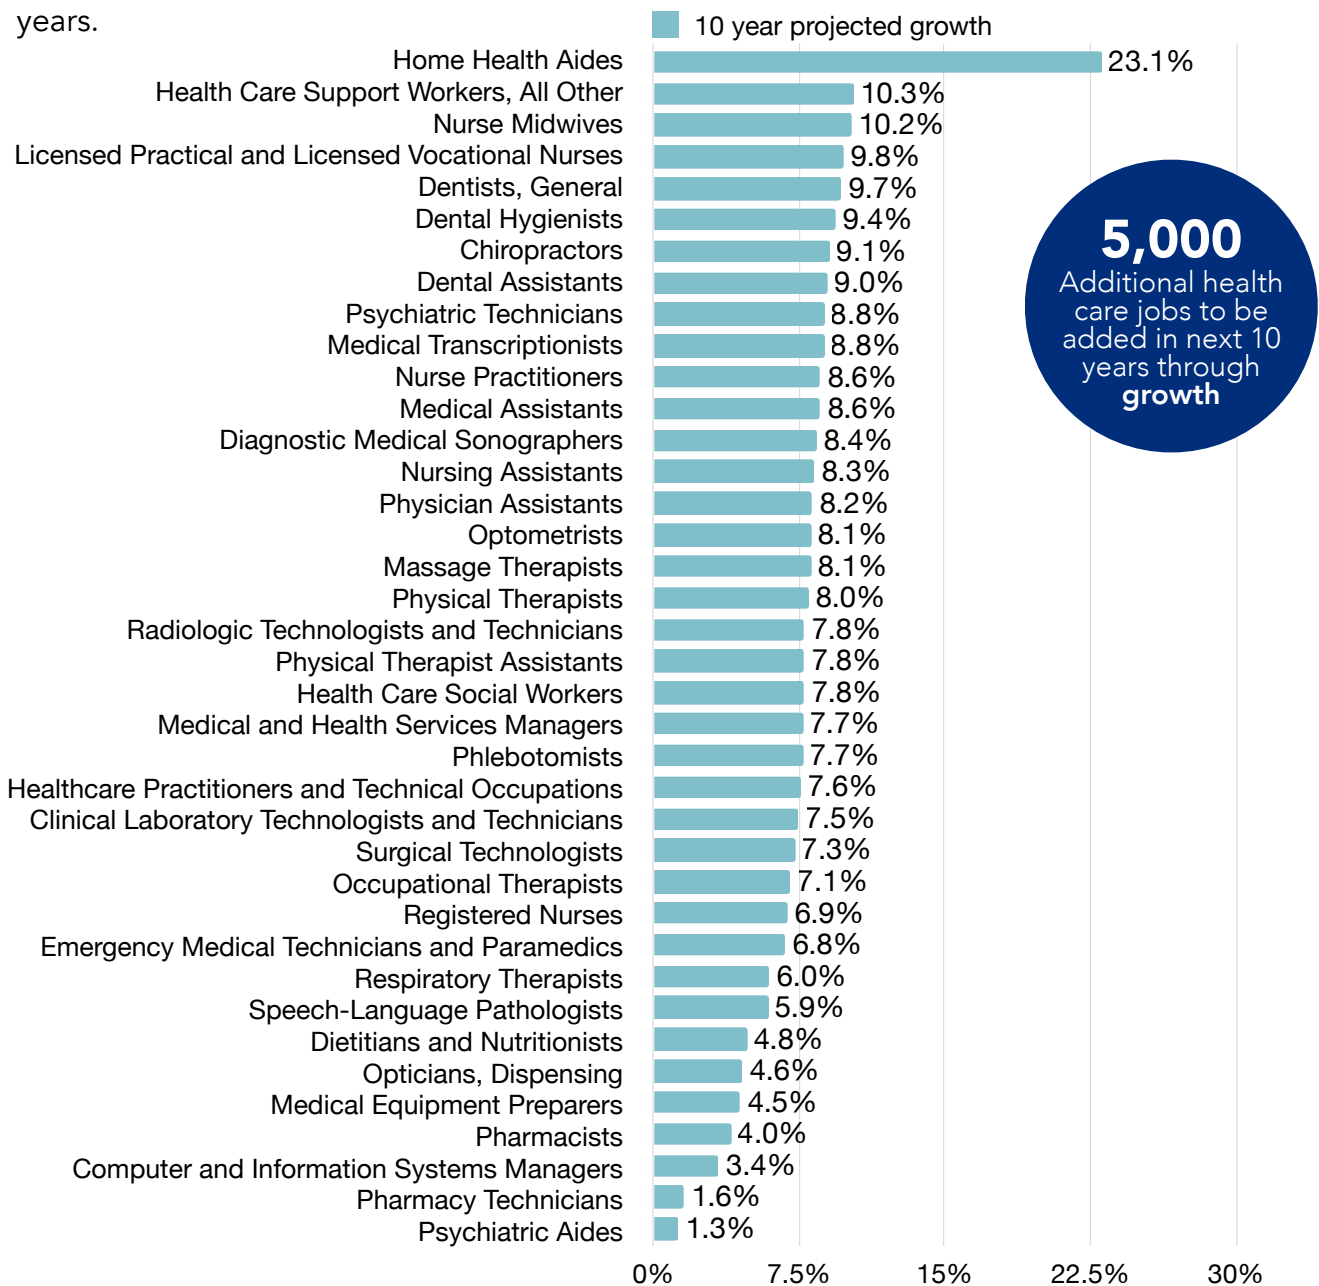 years.
10 year projected growth
Home Health Aides 23.1%
Health Care Support Workers, All Other 10.3%
Nurse Midwives 10.2%
Licensed Practical and Licensed Vocational Nurses 9.8%
Dentists, General 9.7%
Dental Hygienists 9.4%
Chiropractors 9.1%
Dental Assistants 9.0%
Psychiatric Technicians 8.8%
Medical Transcriptionists 8.8%
Nurse Practitioners 8.6%
Medical Assistants 8.6%
Diagnostic Medical Sonographers 8.4%
Nursing Assistants 8.3%
Physician Assistants 8.2%
Optometrists 8.1%
Massage Therapists 8.1%
Physical Therapists 8.0%
Radiologic Technologists and Technicians 7.8%
Physical Therapist Assistants 7.8%
Health Care Social Workers 7.8%
Medical and Health Services Managers 7.7%
Phlebotomists 7.7%
Healthcare Practitioners and Technical Occupations 7.6%
Clinical Laboratory Technologists and Technicians 7.5%
Surgical Technologists 7.3%
Occupational Therapists 7.1%
Registered Nurses 6.9%
Emergency Medical Technicians and Paramedics 6.8%
Respiratory Therapists 6.0%
Speech-Language Pathologists 5.9%
Dietitians and Nutritionists 4.8%
Opticians, Dispensing 4.6%
Medical Equipment Preparers 4.5%
Pharmacists 4.0%
Computer and Information Systems Managers 3.4%
Pharmacy Technicians 1.6%
Psychiatric Aides 1.3%
0% 7.5% 15% 22.5% 30%
5,000
Additional health
care jobs to be
added in next 10
years through
growth